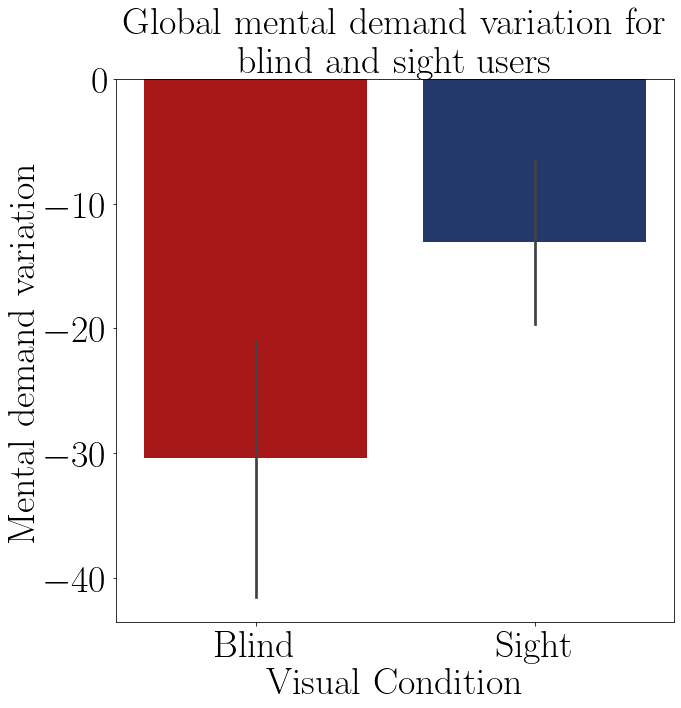 Global mental demand variation for
blind and sight users
0
−10
−20
−30
−40
Mental demand variation
Blind
Sight
Visual Condition